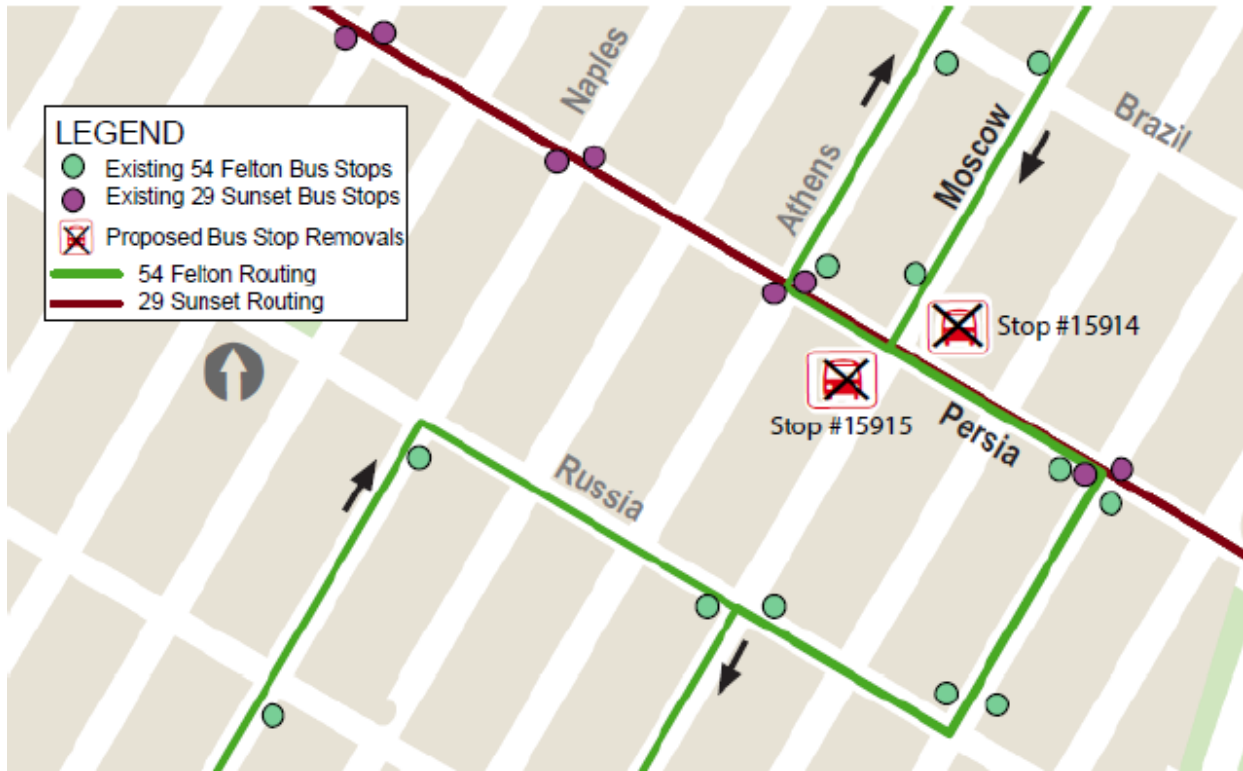 Naples
Brazil
LEGEND
Existing 54 Felton Bus Stops
Existing 29 Sunset Bus Stops
Proposed Bus Stop Removals
54 Felton Routing
29 Sunset Routing
Athens
Moscow
Stop #15914
Stop #15915
Persia
Russia